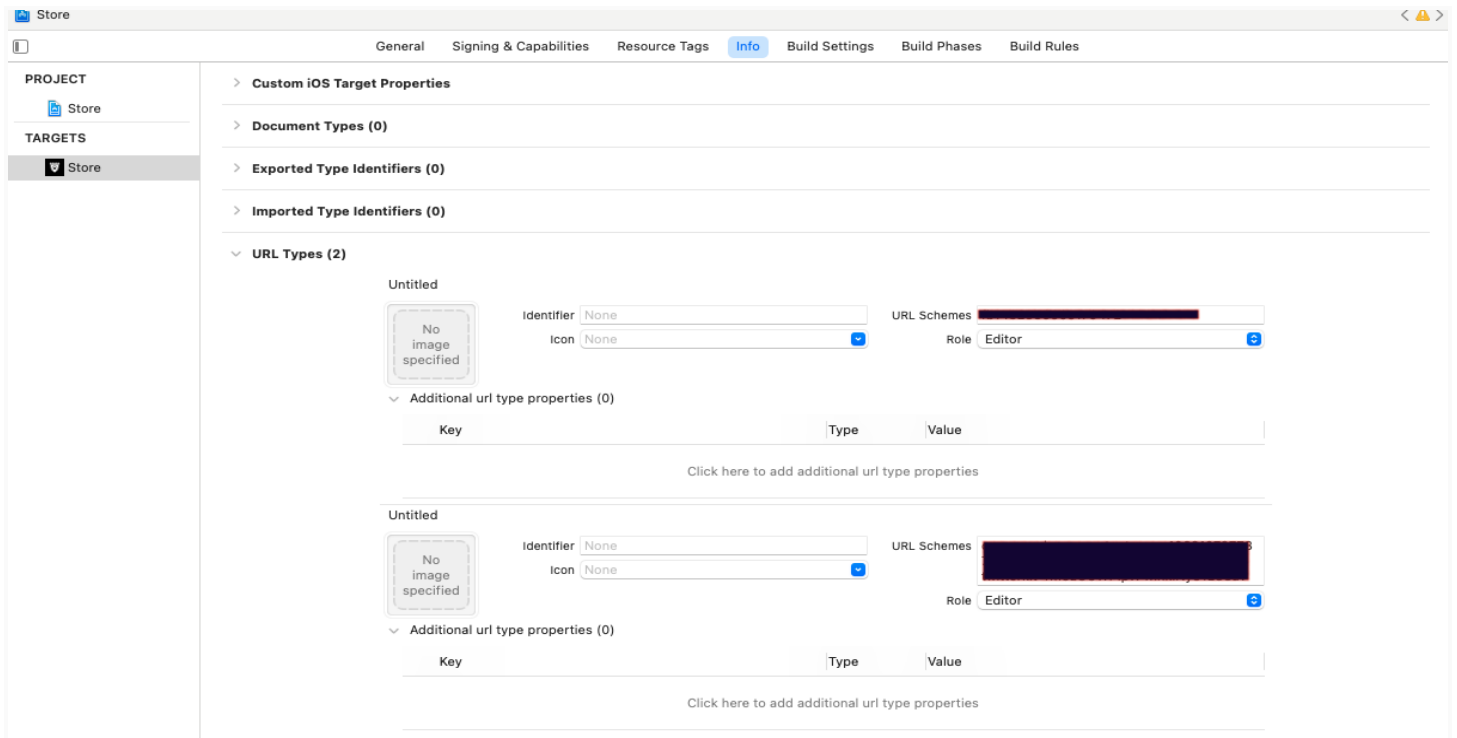 Store
General Signing & Capabilities Resource Tags Info Build Settings Build Phases Build Rules
PROJECT
Store
TARGETS
Store
Custom iOS Target Properties
Document Types (0)
Exported Type Identifiers (0)
Imported Type Identifiers (0)
URL Types (2)
Untitled
No
image
specified
Identifier None
URL Schemes
Icon None
Role Editor
Additional url type properties (0)
Key Type Value
Click here to add additional url type properties
Untitled
No
image
specified
Identifier None
URL Schemes
Icon None
Role Editor
Additional url type properties (0)
Key Type Value
Click here to add additional url type properties